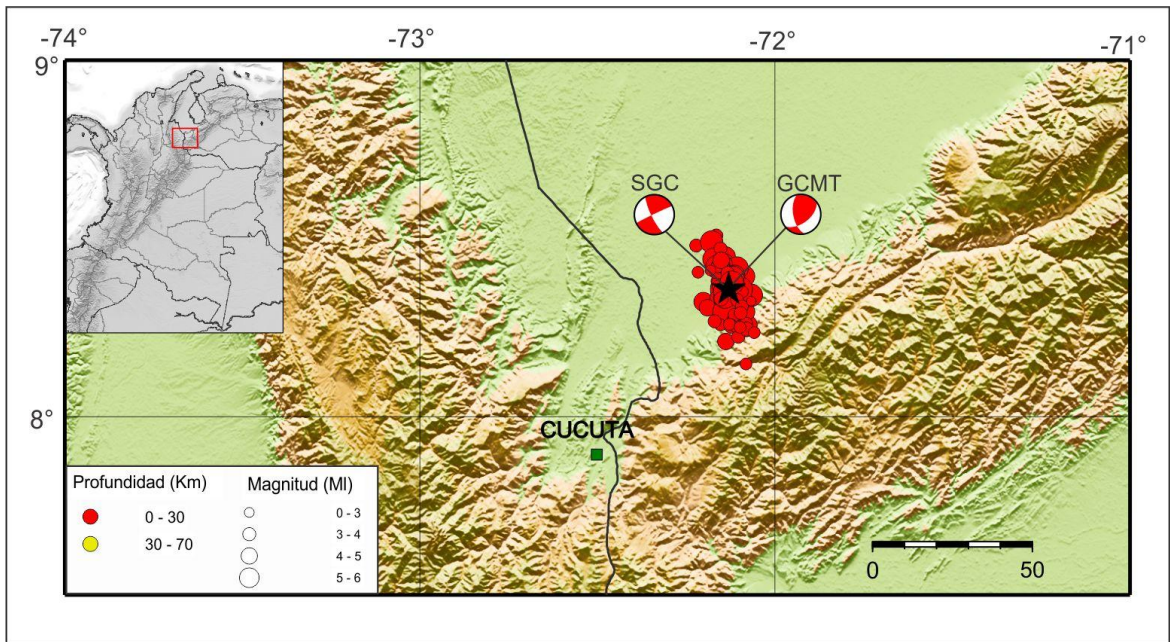 -74°
-73°
-72°
-71°
9°
SGC
GCMT
8°
CUCUTA
Profundidad (Km)
0 - 30
30 - 70
Magnitud (Ml)
0 - 3
3 - 4
4 - 5
5 - 6
0
50